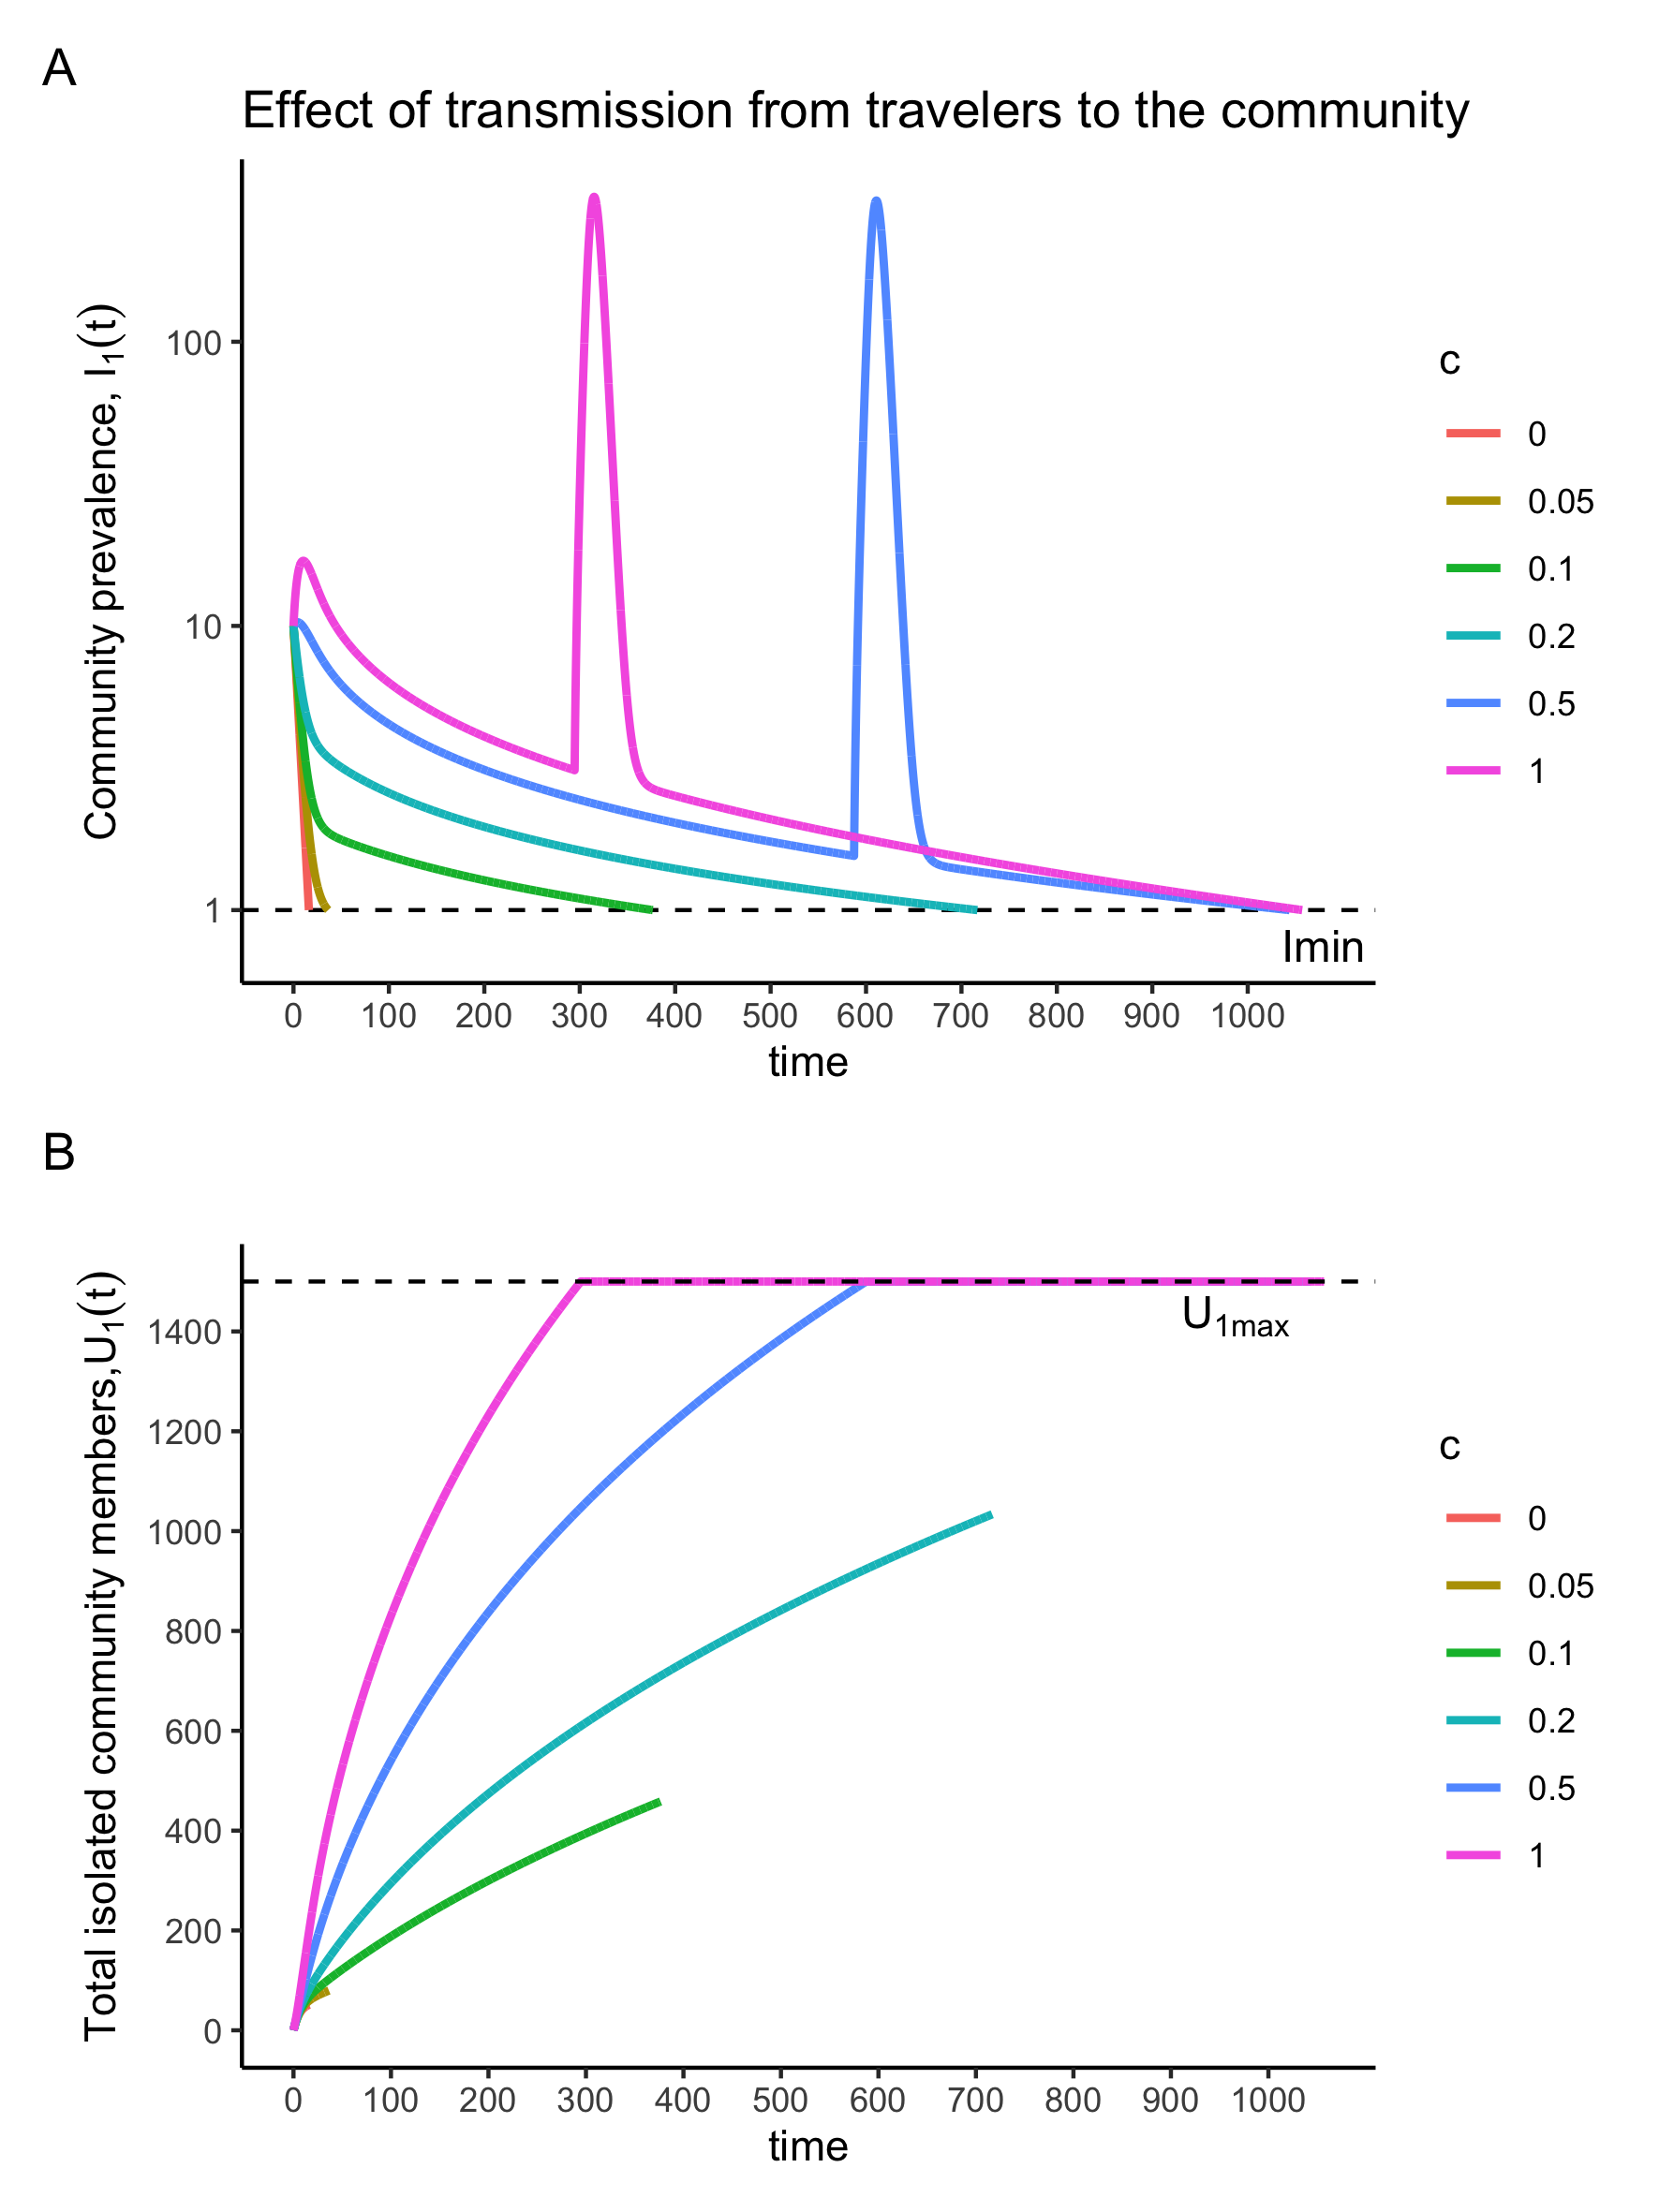 A
Effect of transmission from travelers to the community
Community prevalence, I₁(t)
100
10
1
Imin
0 100 200 300 400 500 600 700 800 900 1000
time
c
0
0.05
0.1
0.2
0.5
1
B
Total isolated community members,U₁(t)
1400
1200
1000
800
600
400
200
0
U₁max
0 100 200 300 400 500 600 700 800 900 1000
time
c
0
0.05
0.1
0.2
0.5
1